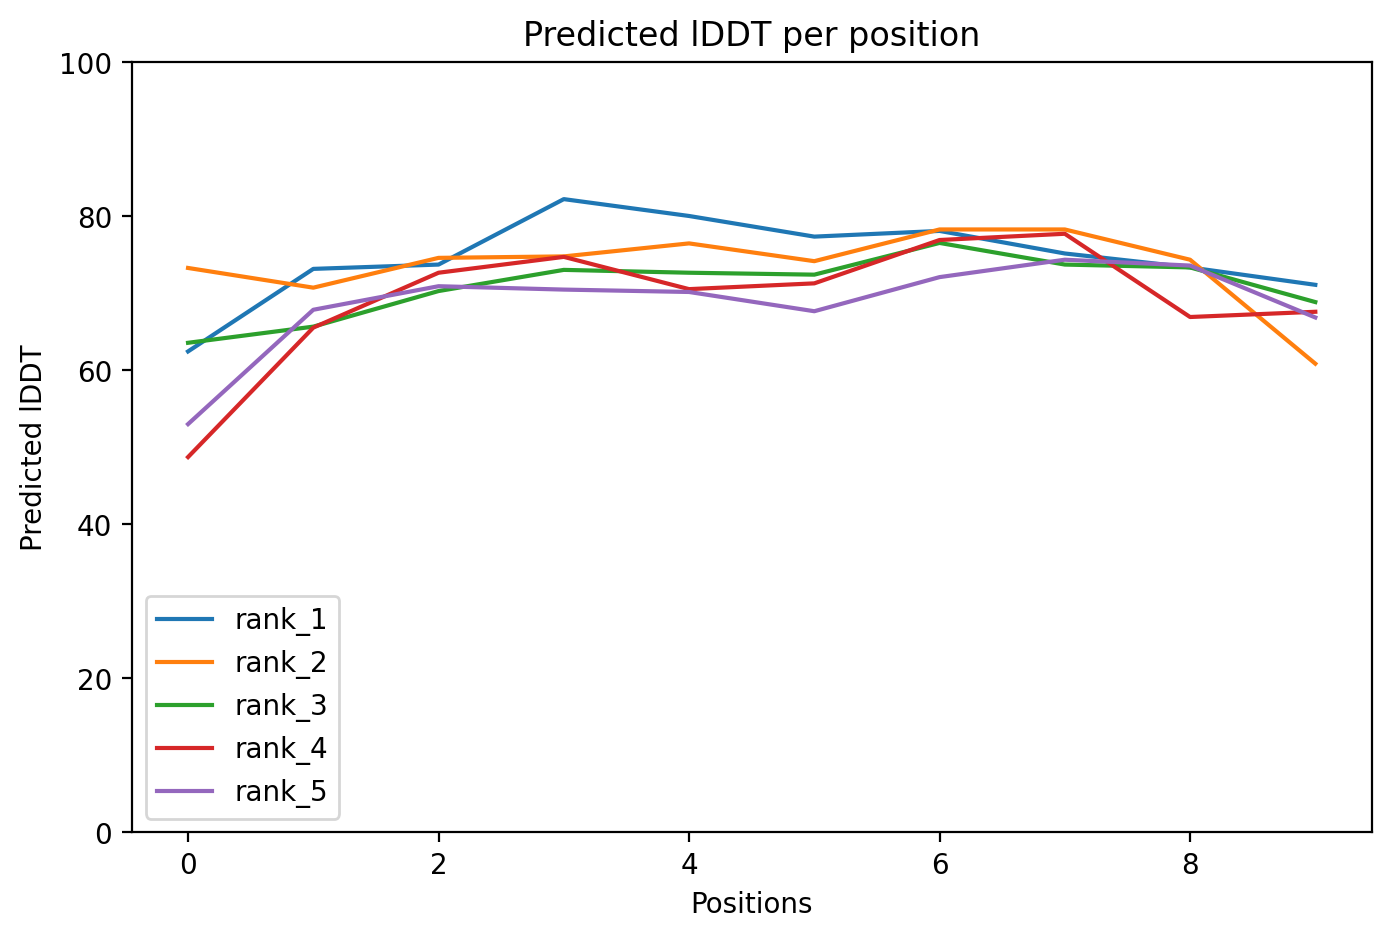 Predicted lDDT per position
100
80
60
40
20
0
Predicted lDDT
rank_1
rank_2
rank_3
rank_4
rank_5
0 2 4 6 8
Positions